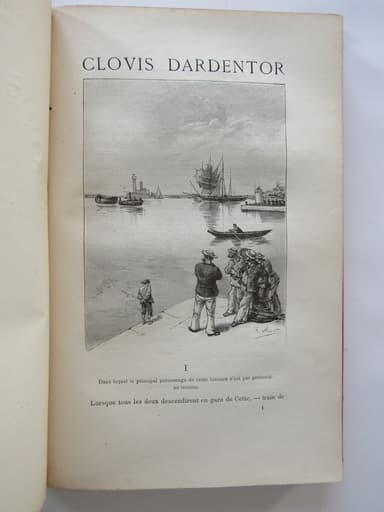 CLOVIS DARDENTOR
I
Dans lequel le principal personnage de cette histoire n'est pas présenté
au lecteur.
Lorsque tous les deux descendirent en gare de Cette, — train de
1